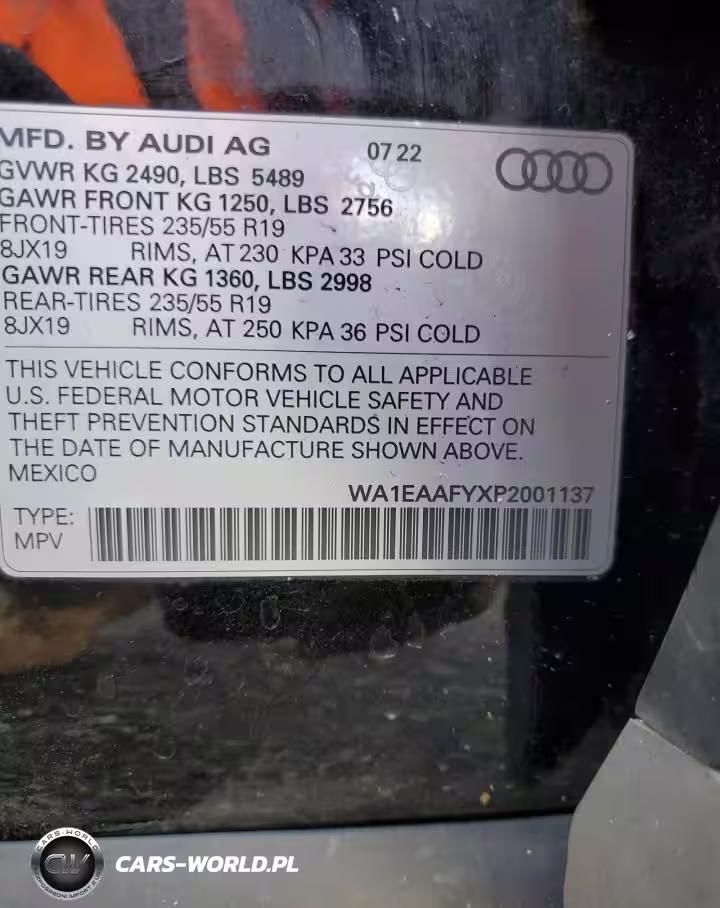 MFD. BY AUDI AG 07 22
GVWR KG 2490, LBS 5489
GAWR FRONT KG 1250, LBS 2756
FRONT-TIRES 235/55 R19
8JX19 RIMS, AT 230 KPA 33 PSI COLD
GAWR REAR KG 1360, LBS 2998
REAR-TIRES 235/55 R19
8JX19 RIMS, AT 250 KPA 36 PSI COLD
THIS VEHICLE CONFORMS TO ALL APPLICABLE
U.S. FEDERAL MOTOR VEHICLE SAFETY AND
THEFT PREVENTION STANDARDS IN EFFECT ON
THE DATE OF MANUFACTURE SHOWN ABOVE.
MEXICO
WA1EAAFYXP2001137
TYPE:
MPV
CARS-WORLD
CW
CARS-WORLD.PL